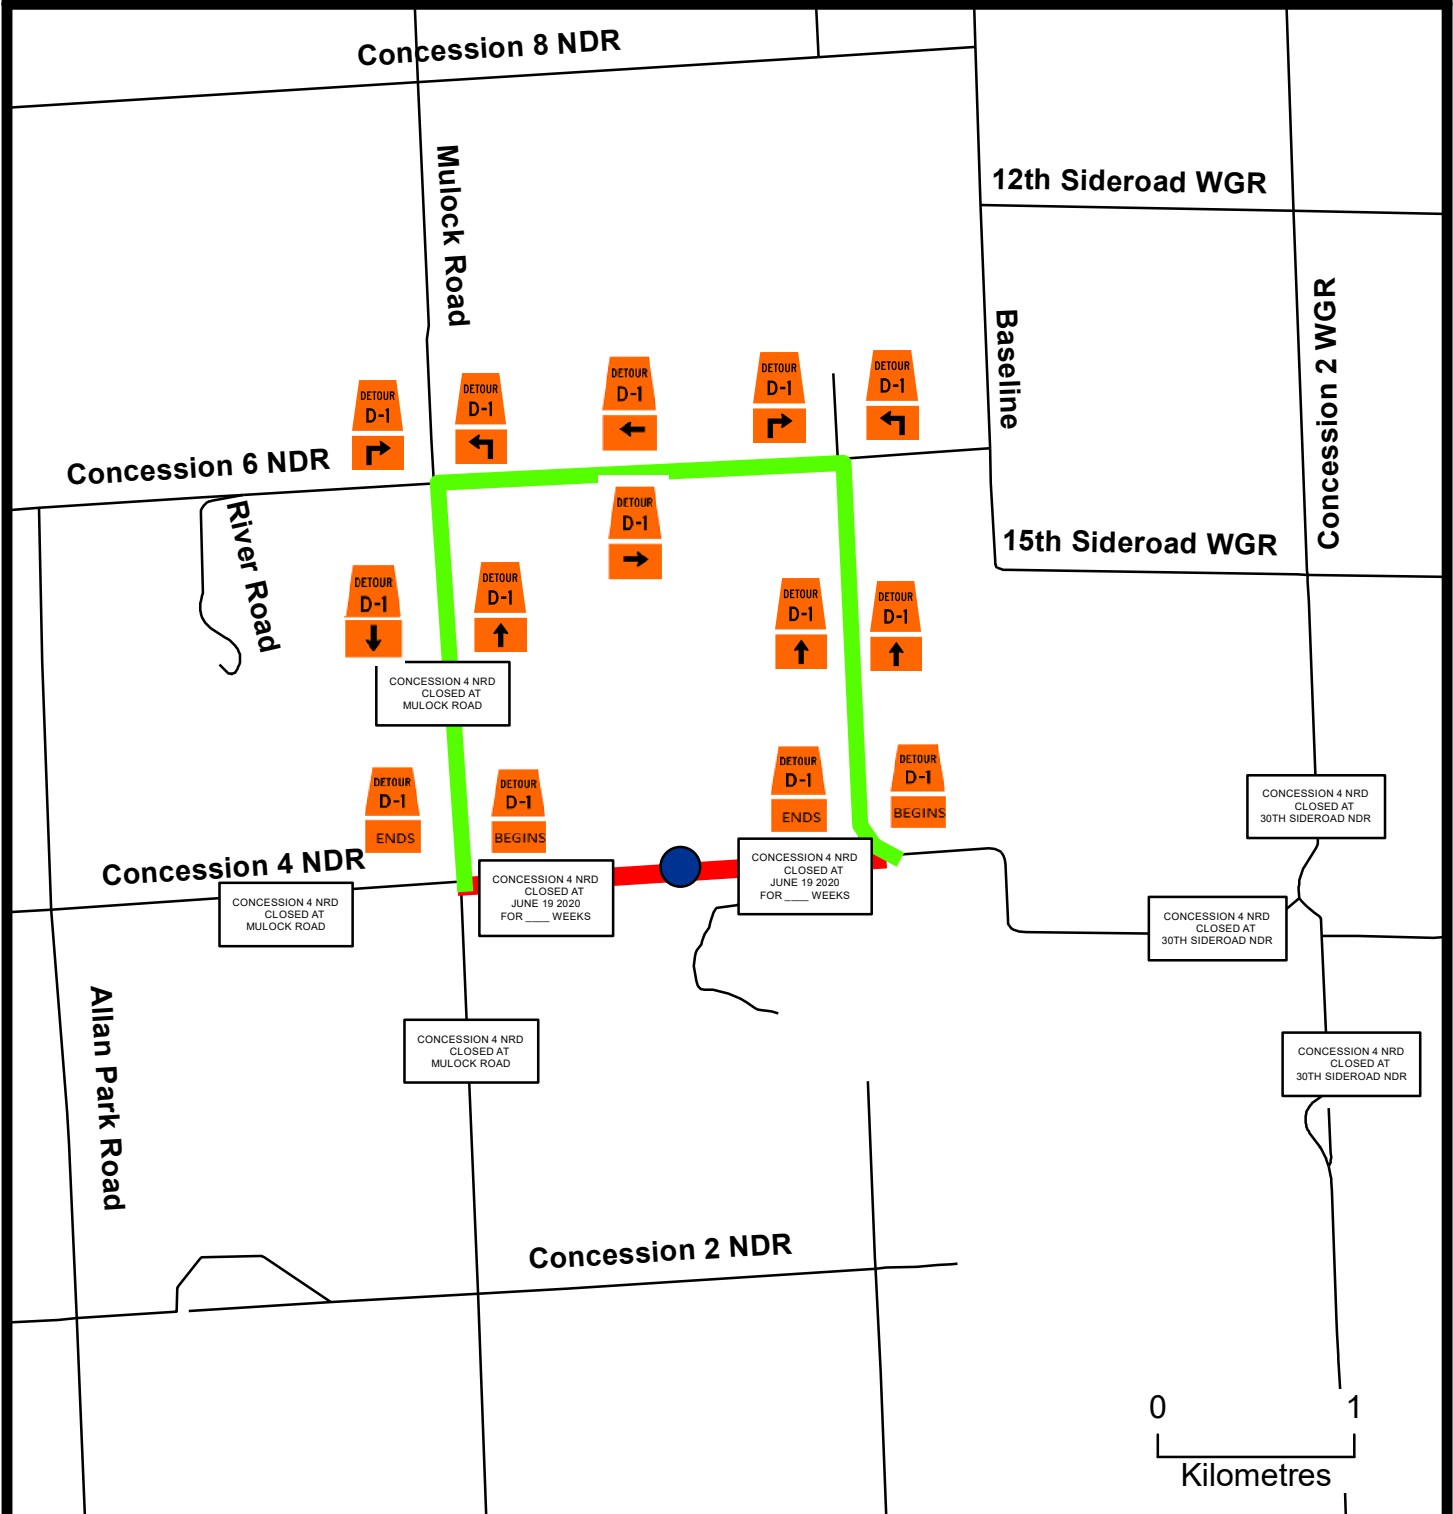 Concession 8 NDR
Mulock Road
12th Sideroad WGR
Baseline
Concession 2 WGR
DETOUR
D-1
DETOUR
D-1
DETOUR
D-1
DETOUR
D-1
DETOUR
D-1
Concession 6 NDR
River Road
DETOUR
D-1
15th Sideroad WGR
DETOUR
D-1
DETOUR
D-1
DETOUR
D-1
DETOUR
D-1
CONCESSION 4 NRD
CLOSED AT
MULOCK ROAD
DETOUR
D-1
ENDS
DETOUR
D-1
BEGINS
DETOUR
D-1
ENDS
DETOUR
D-1
BEGINS
CONCESSION 4 NRD
CLOSED AT
30TH SIDEROAD NDR
Concession 4 NDR
CONCESSION 4 NRD
CLOSED AT
MULOCK ROAD
CONCESSION 4 NRD
CLOSED AT
JUNE 19 2020
FOR ____ WEEKS
CONCESSION 4 NRD
CLOSED AT
JUNE 19 2020
FOR ____ WEEKS
CONCESSION 4 NRD
CLOSED AT
30TH SIDEROAD NDR
Allan Park Road
CONCESSION 4 NRD
CLOSED AT
MULOCK ROAD
CONCESSION 4 NRD
CLOSED AT
30TH SIDEROAD NDR
Concession 2 NDR
0 1
Kilometres